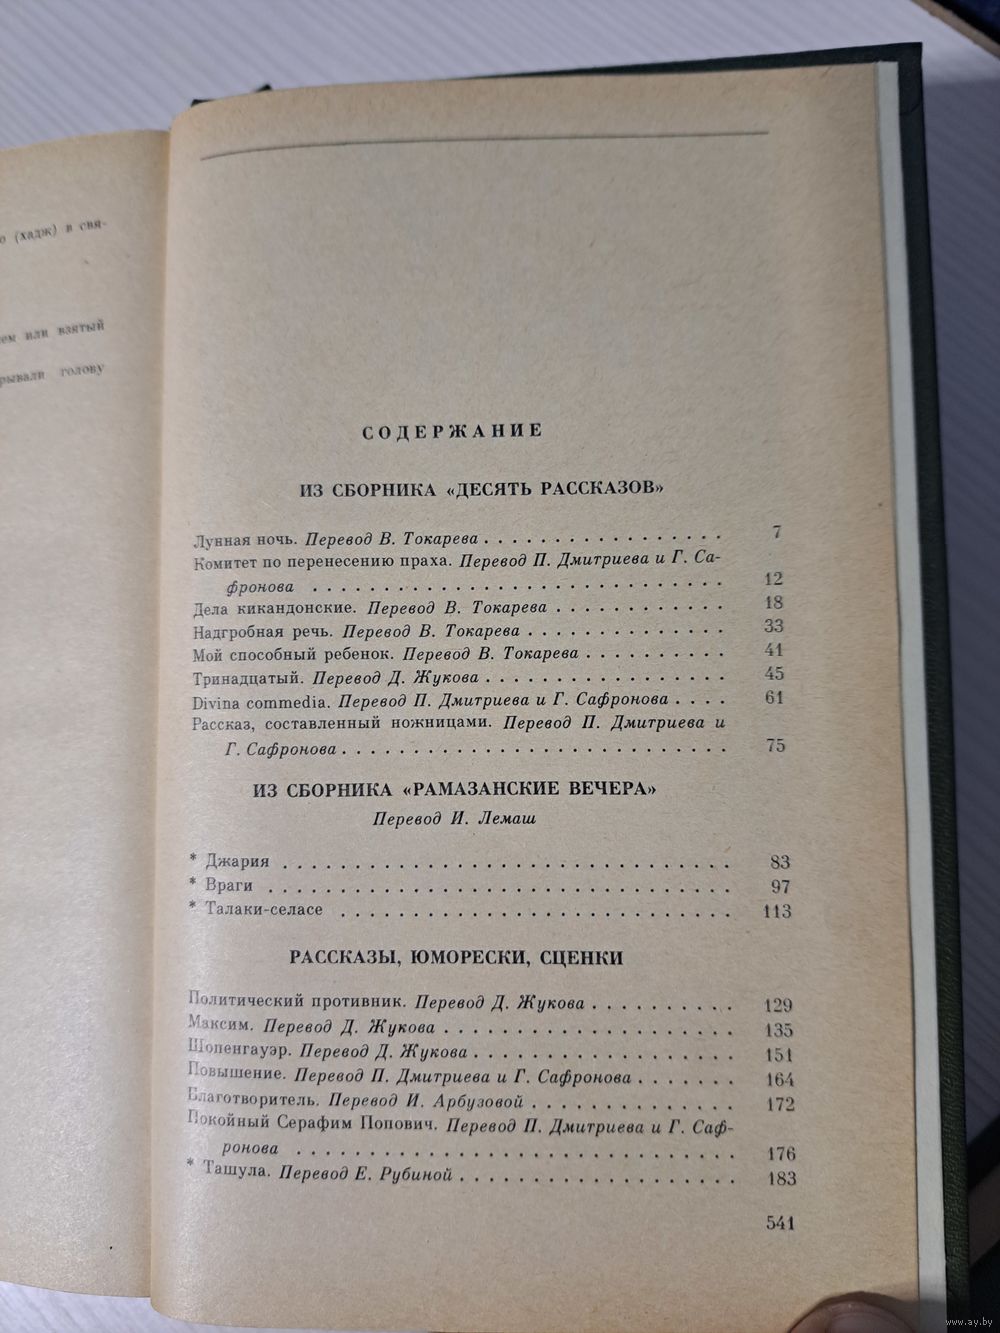 о (хадж) в свя-
ем или взятый
рывали голову
СОДЕРЖАНИЕ
ИЗ СБОРНИКА «ДЕСЯТЬ РАССКАЗОВ»
Лунная ночь. Перевод В. Токарева . . . . . . . . . . . . . . . . . 7
Комитет по перенесению праха. Перевод П. Дмитриева и Г. Са-
фронова . . . . . . . . . . . . . . . . . . . . . . . . . . . . . 12
Дела кикандонские. Перевод В. Токарева . . . . . . . . . . . . 18
Надгробная речь. Перевод В. Токарева . . . . . . . . . . . . . . 33
Мой способный ребенок. Перевод В. Токарева . . . . . . . . . . 41
Тринадцатый. Перевод Д. Жукова . . . . . . . . . . . . . . . . . 45
Divina commedia. Перевод П. Дмитриева и Г. Сафронова . . . . 61
Рассказ, составленный ножницами. Перевод П. Дмитриева и
Г. Сафронова . . . . . . . . . . . . . . . . . . . . . . . . . . . 75
ИЗ СБОРНИКА «РАМАЗАНСКИЕ ВЕЧЕРА»
Перевод И. Лемаш
* Джария . . . . . . . . . . . . . . . . . . . . . . . . . . . . . . . 83
* Враги . . . . . . . . . . . . . . . . . . . . . . . . . . . . . . . . 97
* Талаки-селасе . . . . . . . . . . . . . . . . . . . . . . . . . . . 113
РАССКАЗЫ, ЮМОРЕСКИ, СЦЕНКИ
Политический противник. Перевод Д. Жукова . . . . . . . . . . 129
Максим. Перевод Д. Жукова . . . . . . . . . . . . . . . . . . . . 135
Шопенгауэр. Перевод Д. Жукова . . . . . . . . . . . . . . . . . . 151
Повышение. Перевод П. Дмитриева и Г. Сафронова . . . . . . . 164
Благотворитель. Перевод И. Арбузовой . . . . . . . . . . . . . . 172
Покойный Серафим Попович. Перевод П. Дмитриева и Г. Саф-
ронова . . . . . . . . . . . . . . . . . . . . . . . . . . . . . . . 176
* Ташула. Перевод Е. Рубиной . . . . . . . . . . . . . . . . . . . 183
541
www.ay.by